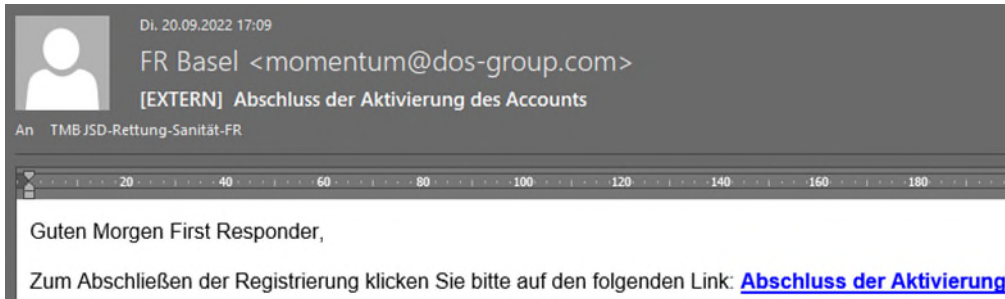 Di. 20.09.2022 17:09
FR Basel <momentum@dos-group.com>
[EXTERN] Abschluss der Aktivierung des Accounts
An TMB JSD-Rettung-Sanität-FR
20 40 60 80 100 120 140 160 180
Guten Morgen First Responder,
Zum Abschließen der Registrierung klicken Sie bitte auf den folgenden Link: Abschluss der Aktivierung